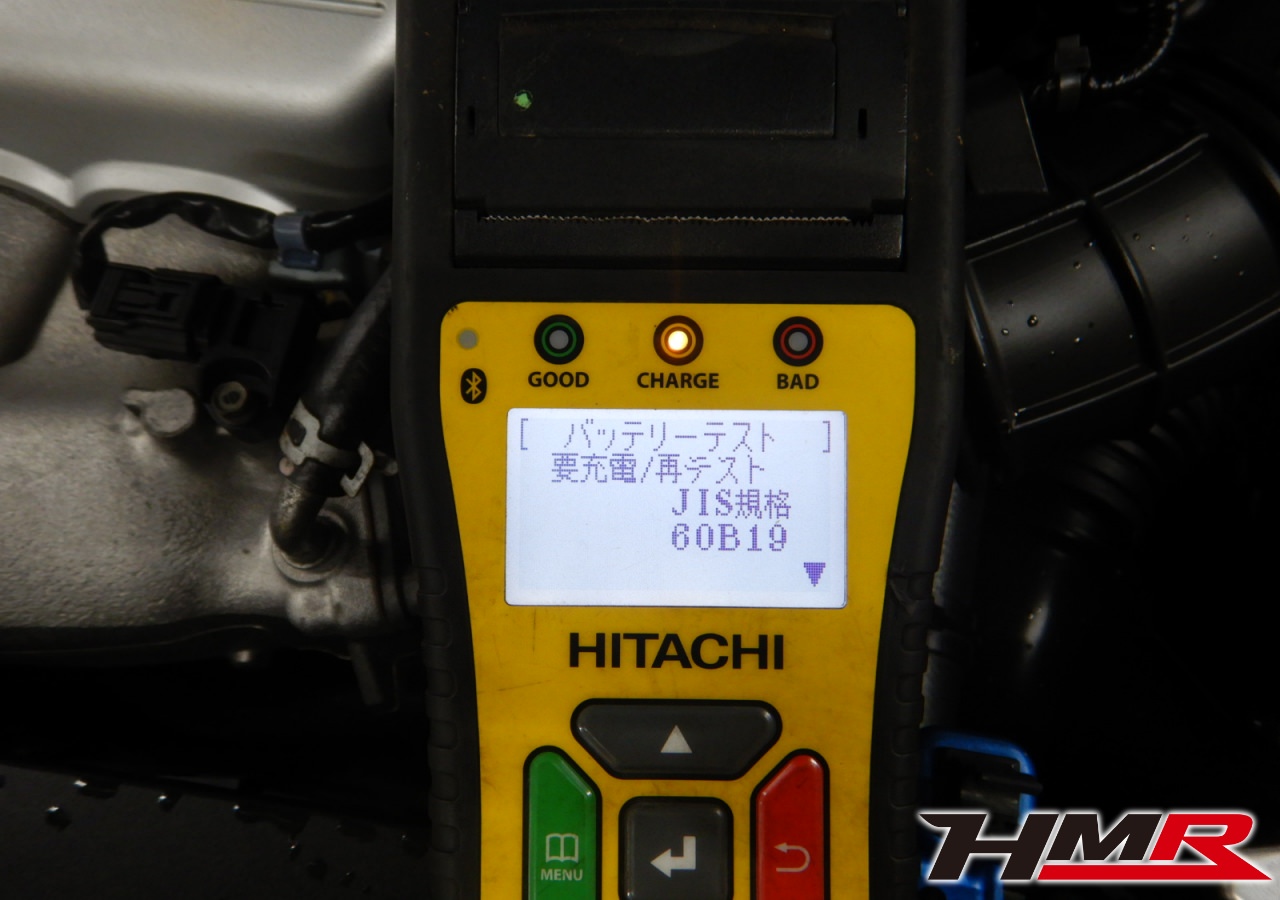 GOOD CHARGE BAD
[ バッテリーテスト ]
要充電/再テスト
JIS規格
60B19
HITACHI
MENU
HMR